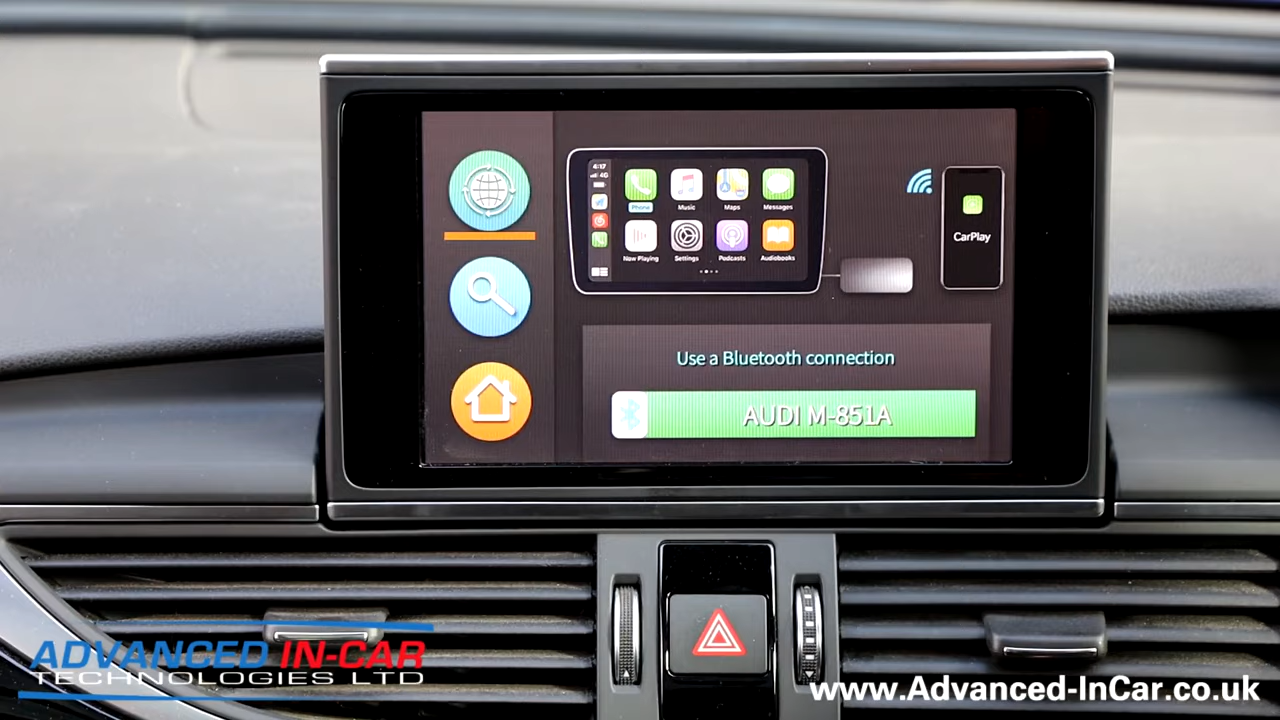 4:17
4G
Phone
Music
Maps
Messages
Now Playing
Settings
Podcasts
Audiobooks
CarPlay
Use a Bluetooth connection
AUDI M-851A
ADVANCED IN-CAR
TECHNOLOGIES LTD
www.Advanced-InCar.co.uk